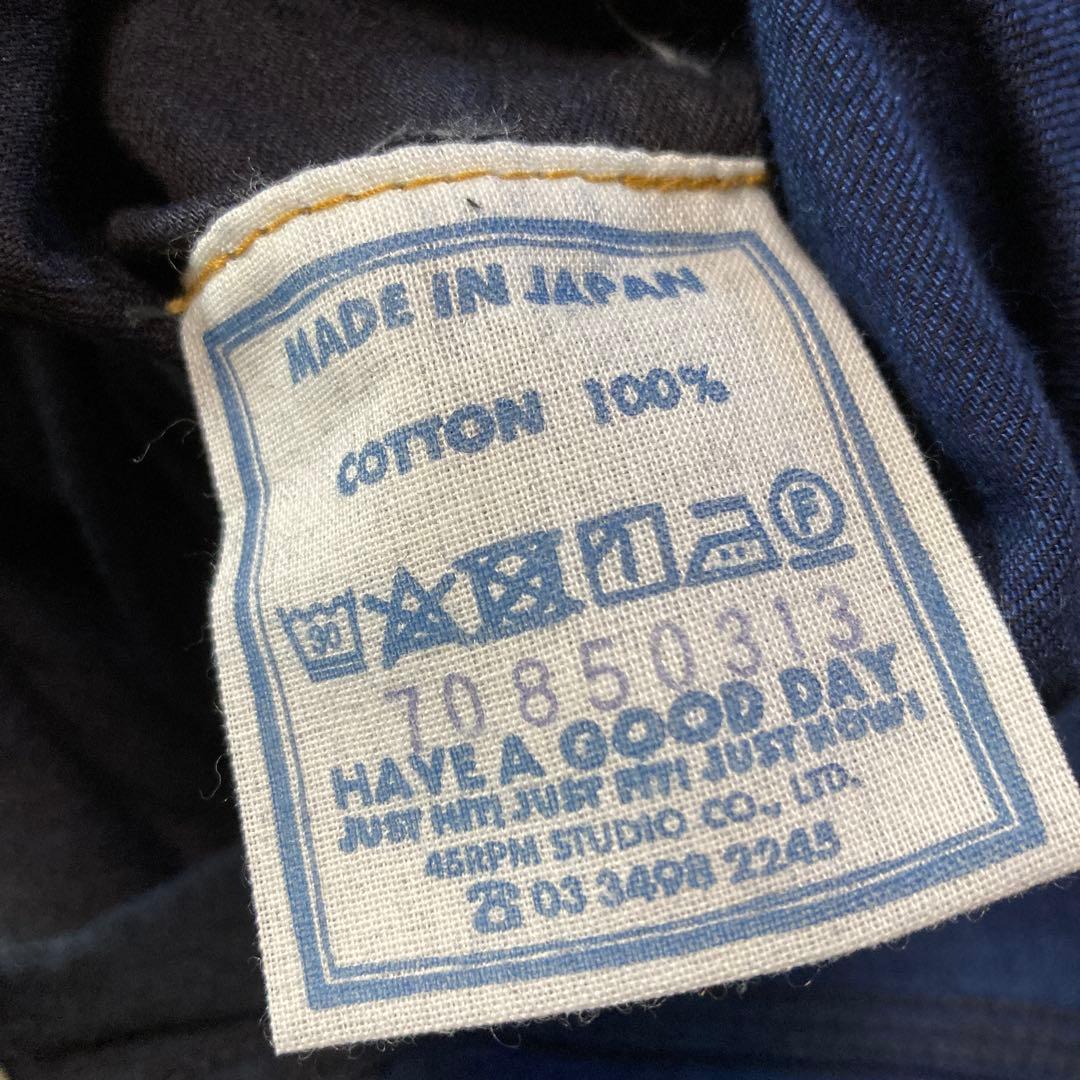 MADE IN JAPAN
COTTON 100%
30 F
70850313
HAVE A GOOD DAY
JUST HIT! JUST FIT! JUST NOW!
45RPM STUDIO CO., LTD.
☎ 03 3498 2245